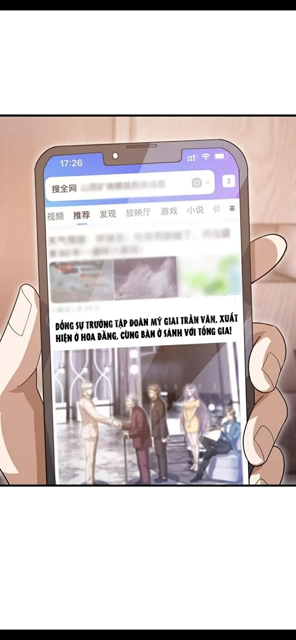 17:26
搜全网
2
视频 推荐 发现 放映厅 游戏 小说
ĐỔNG SỰ TRƯỞNG TẬP ĐOÀN MỸ GIAI TRẦN VĂN, XUẤT
HIỆN Ở HOA ĐẰNG, CÙNG BÀN Ở SẢNH VỚI TỐNG GIA!